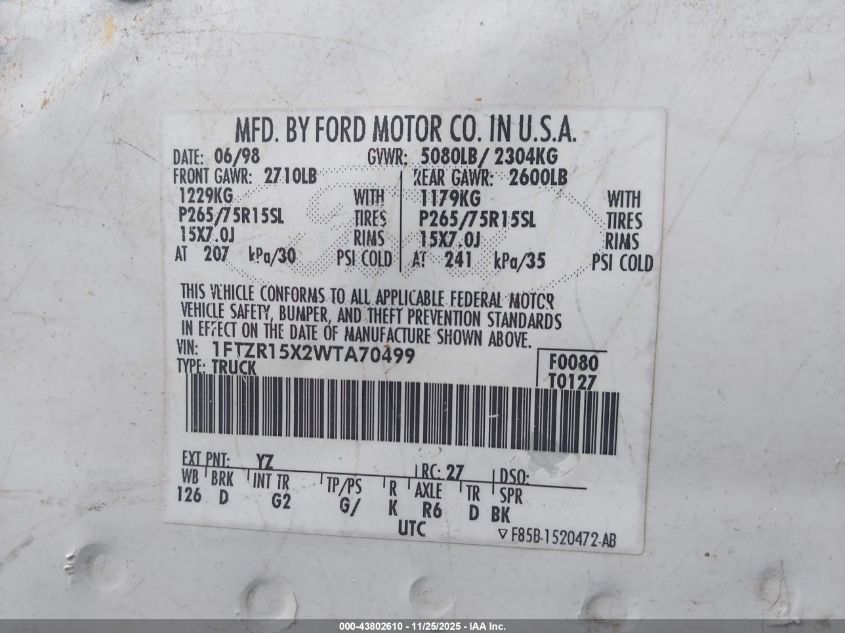 MFD. BY FORD MOTOR CO. IN U.S.A.
DATE: 06/98 GVWR: 5080LB/ 2304KG
FRONT GAWR: 2710LB REAR GAWR: 2600LB
1229KG WITH 1179KG WITH
P265/75R15SL TIRES P265/75R15SL TIRES
15X7.0J RIMS 15X7.0J RIMS
AT 207 kPa/30 PSI COLD AT 241 kPa/35 PSI COLD
THIS VEHICLE CONFORMS TO ALL APPLICABLE FEDERAL MOTOR
VEHICLE SAFETY, BUMPER, AND THEFT PREVENTION STANDARDS
IN EFFECT ON THE DATE OF MANUFACTURE SHOWN ABOVE.
VIN: 1FTZR15X2WTA70499 F0080
TYPE: TRUCK T0127
EXT PNT: YZ RC: 27 DSO:
WB BRK INT TR TP/PS R AXLE TR SPR
126 D G2 G/ K R6 D BK
UTC ▽F85B-1520472-AB
000-43802610 - 11/25/2025 - IAA Inc.